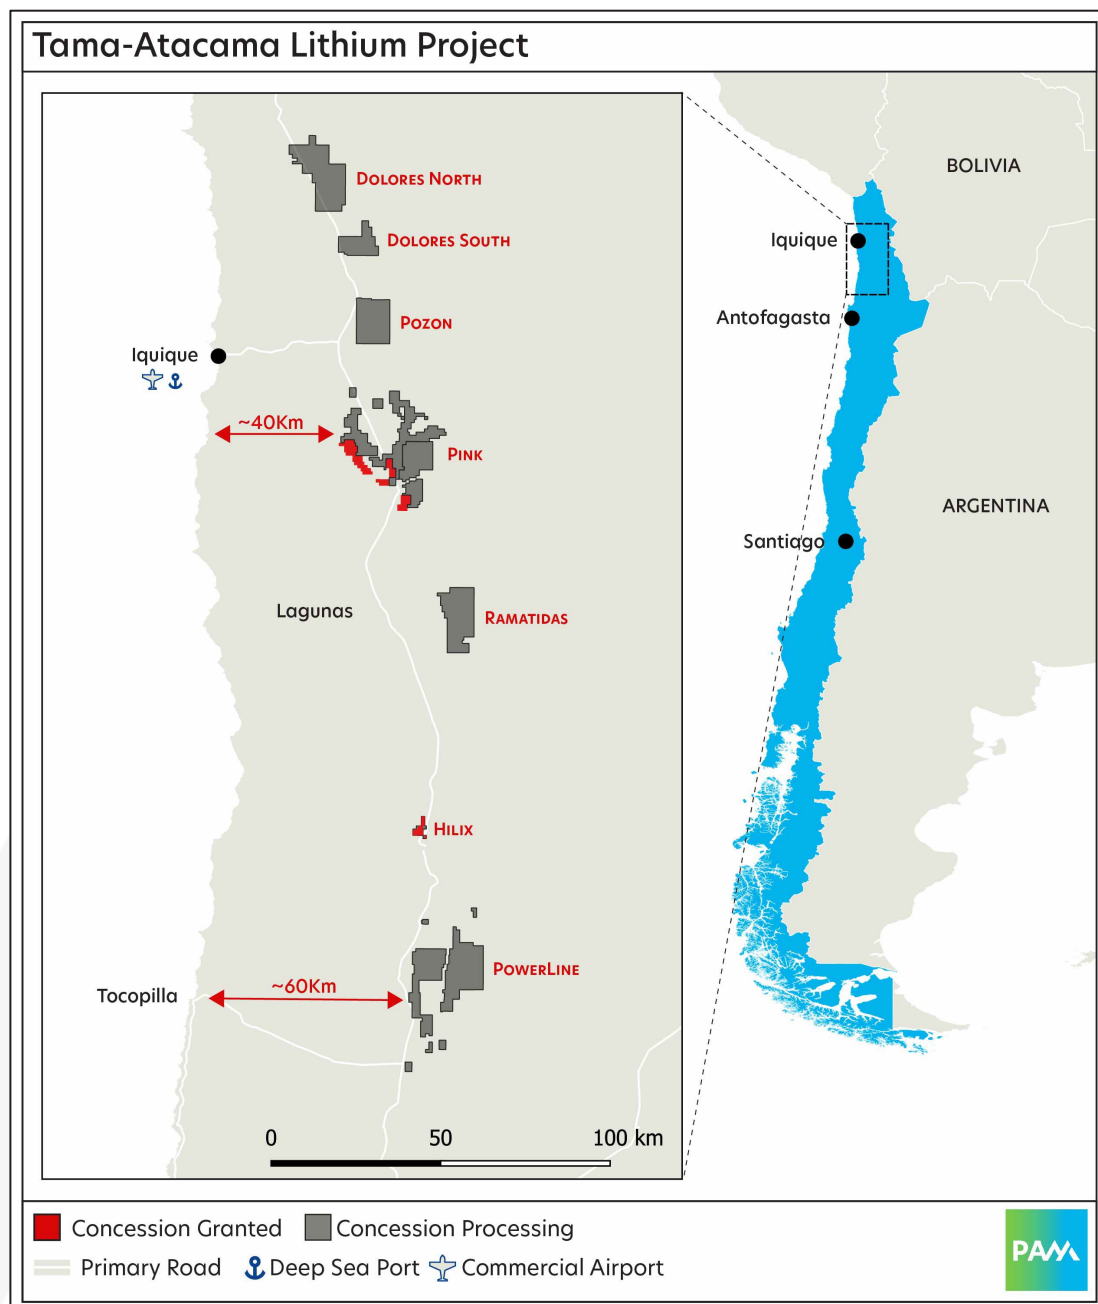 Tama-Atacama Lithium Project
DOLORES NORTH
DOLORES SOUTH
POZON
Iquique
~40Km
PINK
Lagunas
RAMATIDAS
HILIX
POWERLINE
Tocopilla
~60Km
0 50 100 km
BOLIVIA
Iquique
Antofagasta
ARGENTINA
Santiago
Concession Granted Concession Processing
Primary Road Deep Sea Port Commercial Airport
PAM